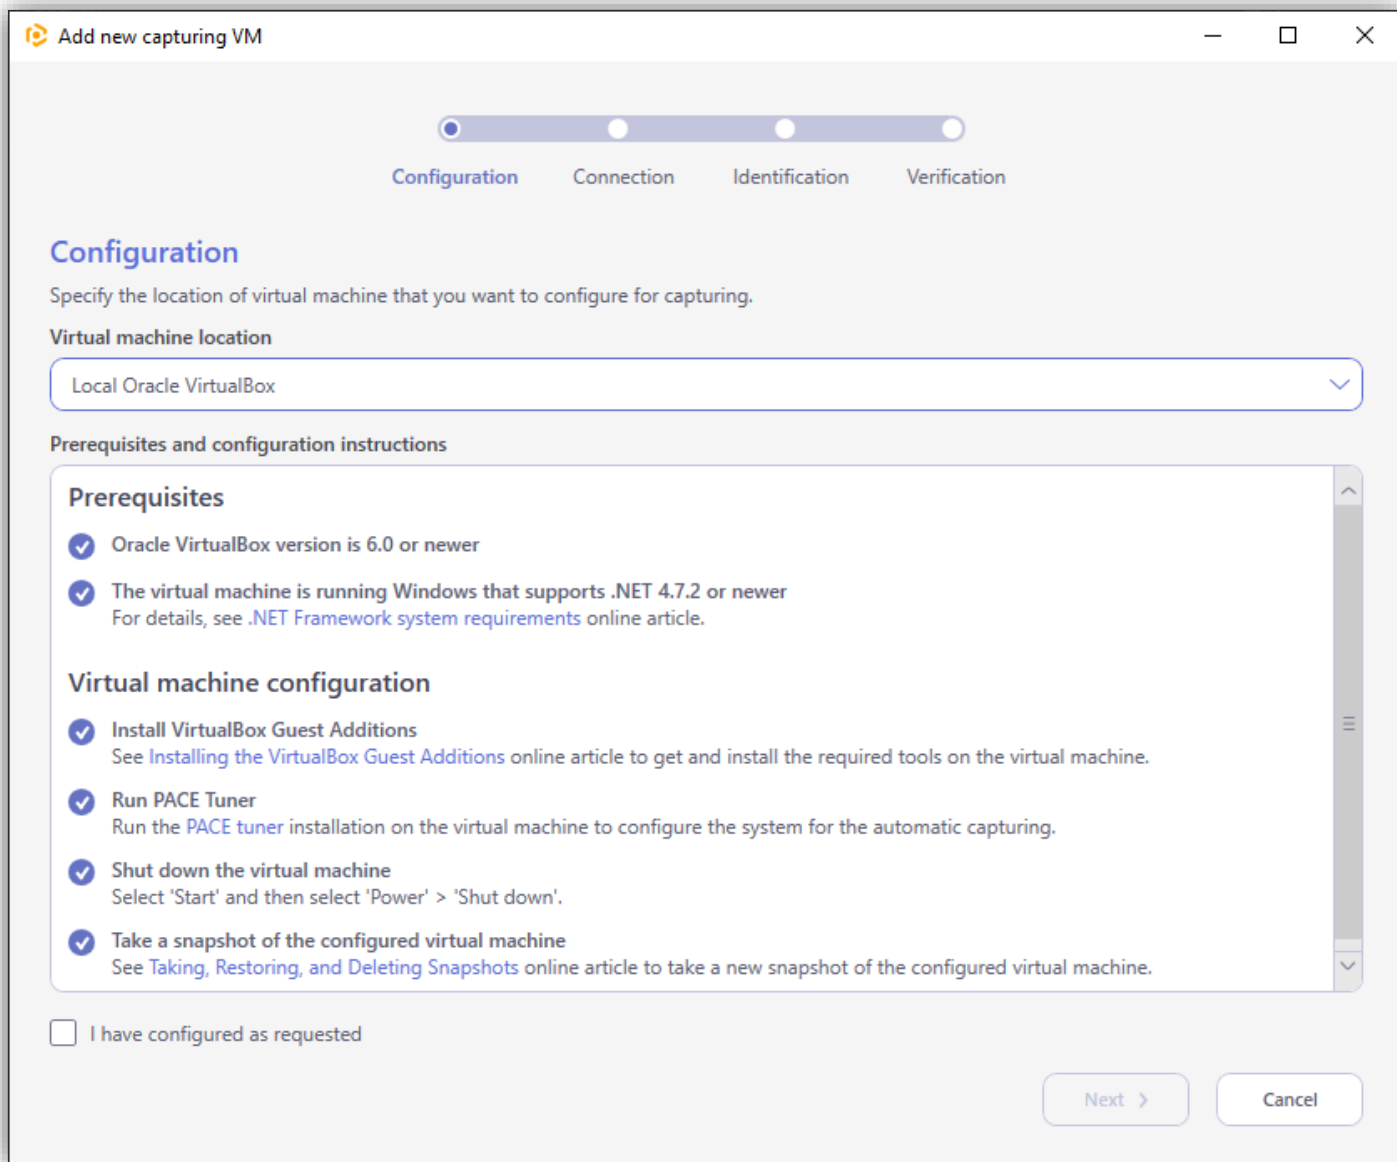 Add new capturing VM
Configuration
Connection
Identification
Verification
Configuration
Specify the location of virtual machine that you want to configure for capturing.
Virtual machine location
Local Oracle VirtualBox
Prerequisites and configuration instructions
Prerequisites
Oracle VirtualBox version is 6.0 or newer
The virtual machine is running Windows that supports .NET 4.7.2 or newer
For details, see .NET Framework system requirements online article.
Virtual machine configuration
Install VirtualBox Guest Additions
See Installing the VirtualBox Guest Additions online article to get and install the required tools on the virtual machine.
Run PACE Tuner
Run the PACE tuner installation on the virtual machine to configure the system for the automatic capturing.
Shut down the virtual machine
Select 'Start' and then select 'Power' > 'Shut down'.
Take a snapshot of the configured virtual machine
See Taking, Restoring, and Deleting Snapshots online article to take a new snapshot of the configured virtual machine.
I have configured as requested
Next >
Cancel